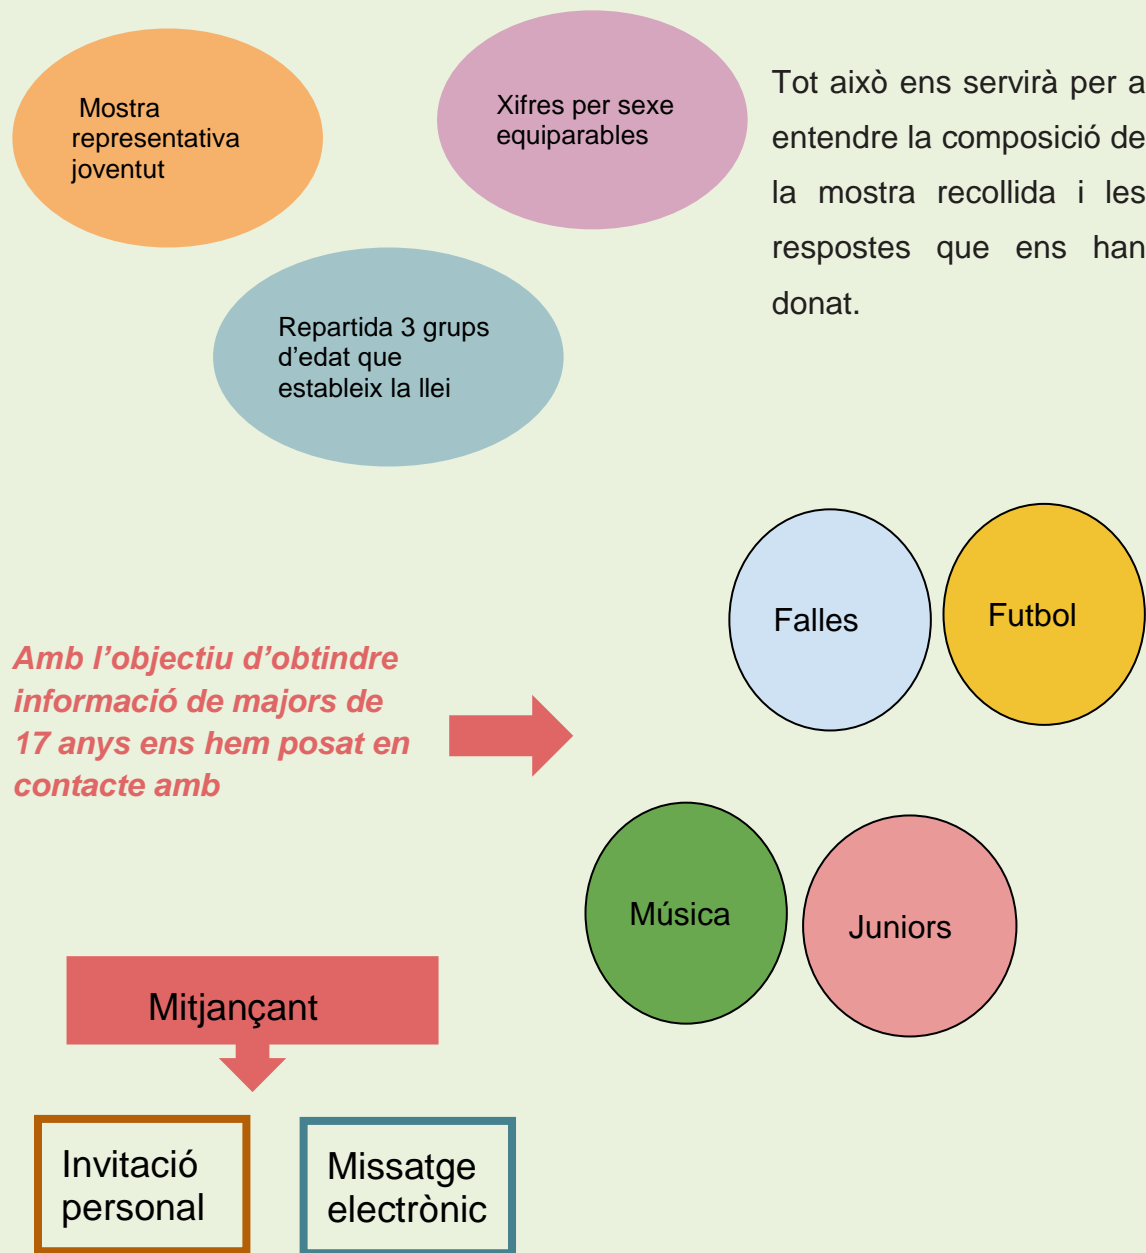 Mostra
representativa
joventut
Xifres per sexe
equiparables
Repartida 3 grups
d'edat que
estableix la llei
Tot això ens servirà per a
entendre la composició de
la mostra recollida i les
respostes que ens han
donat.
Amb l'objectiu d'obtindre
informació de majors de
17 anys ens hem posat en
contacte amb
Falles
Futbol
Música
Juniors
Mitjançant
Invitació
personal
Missatge
electrònic